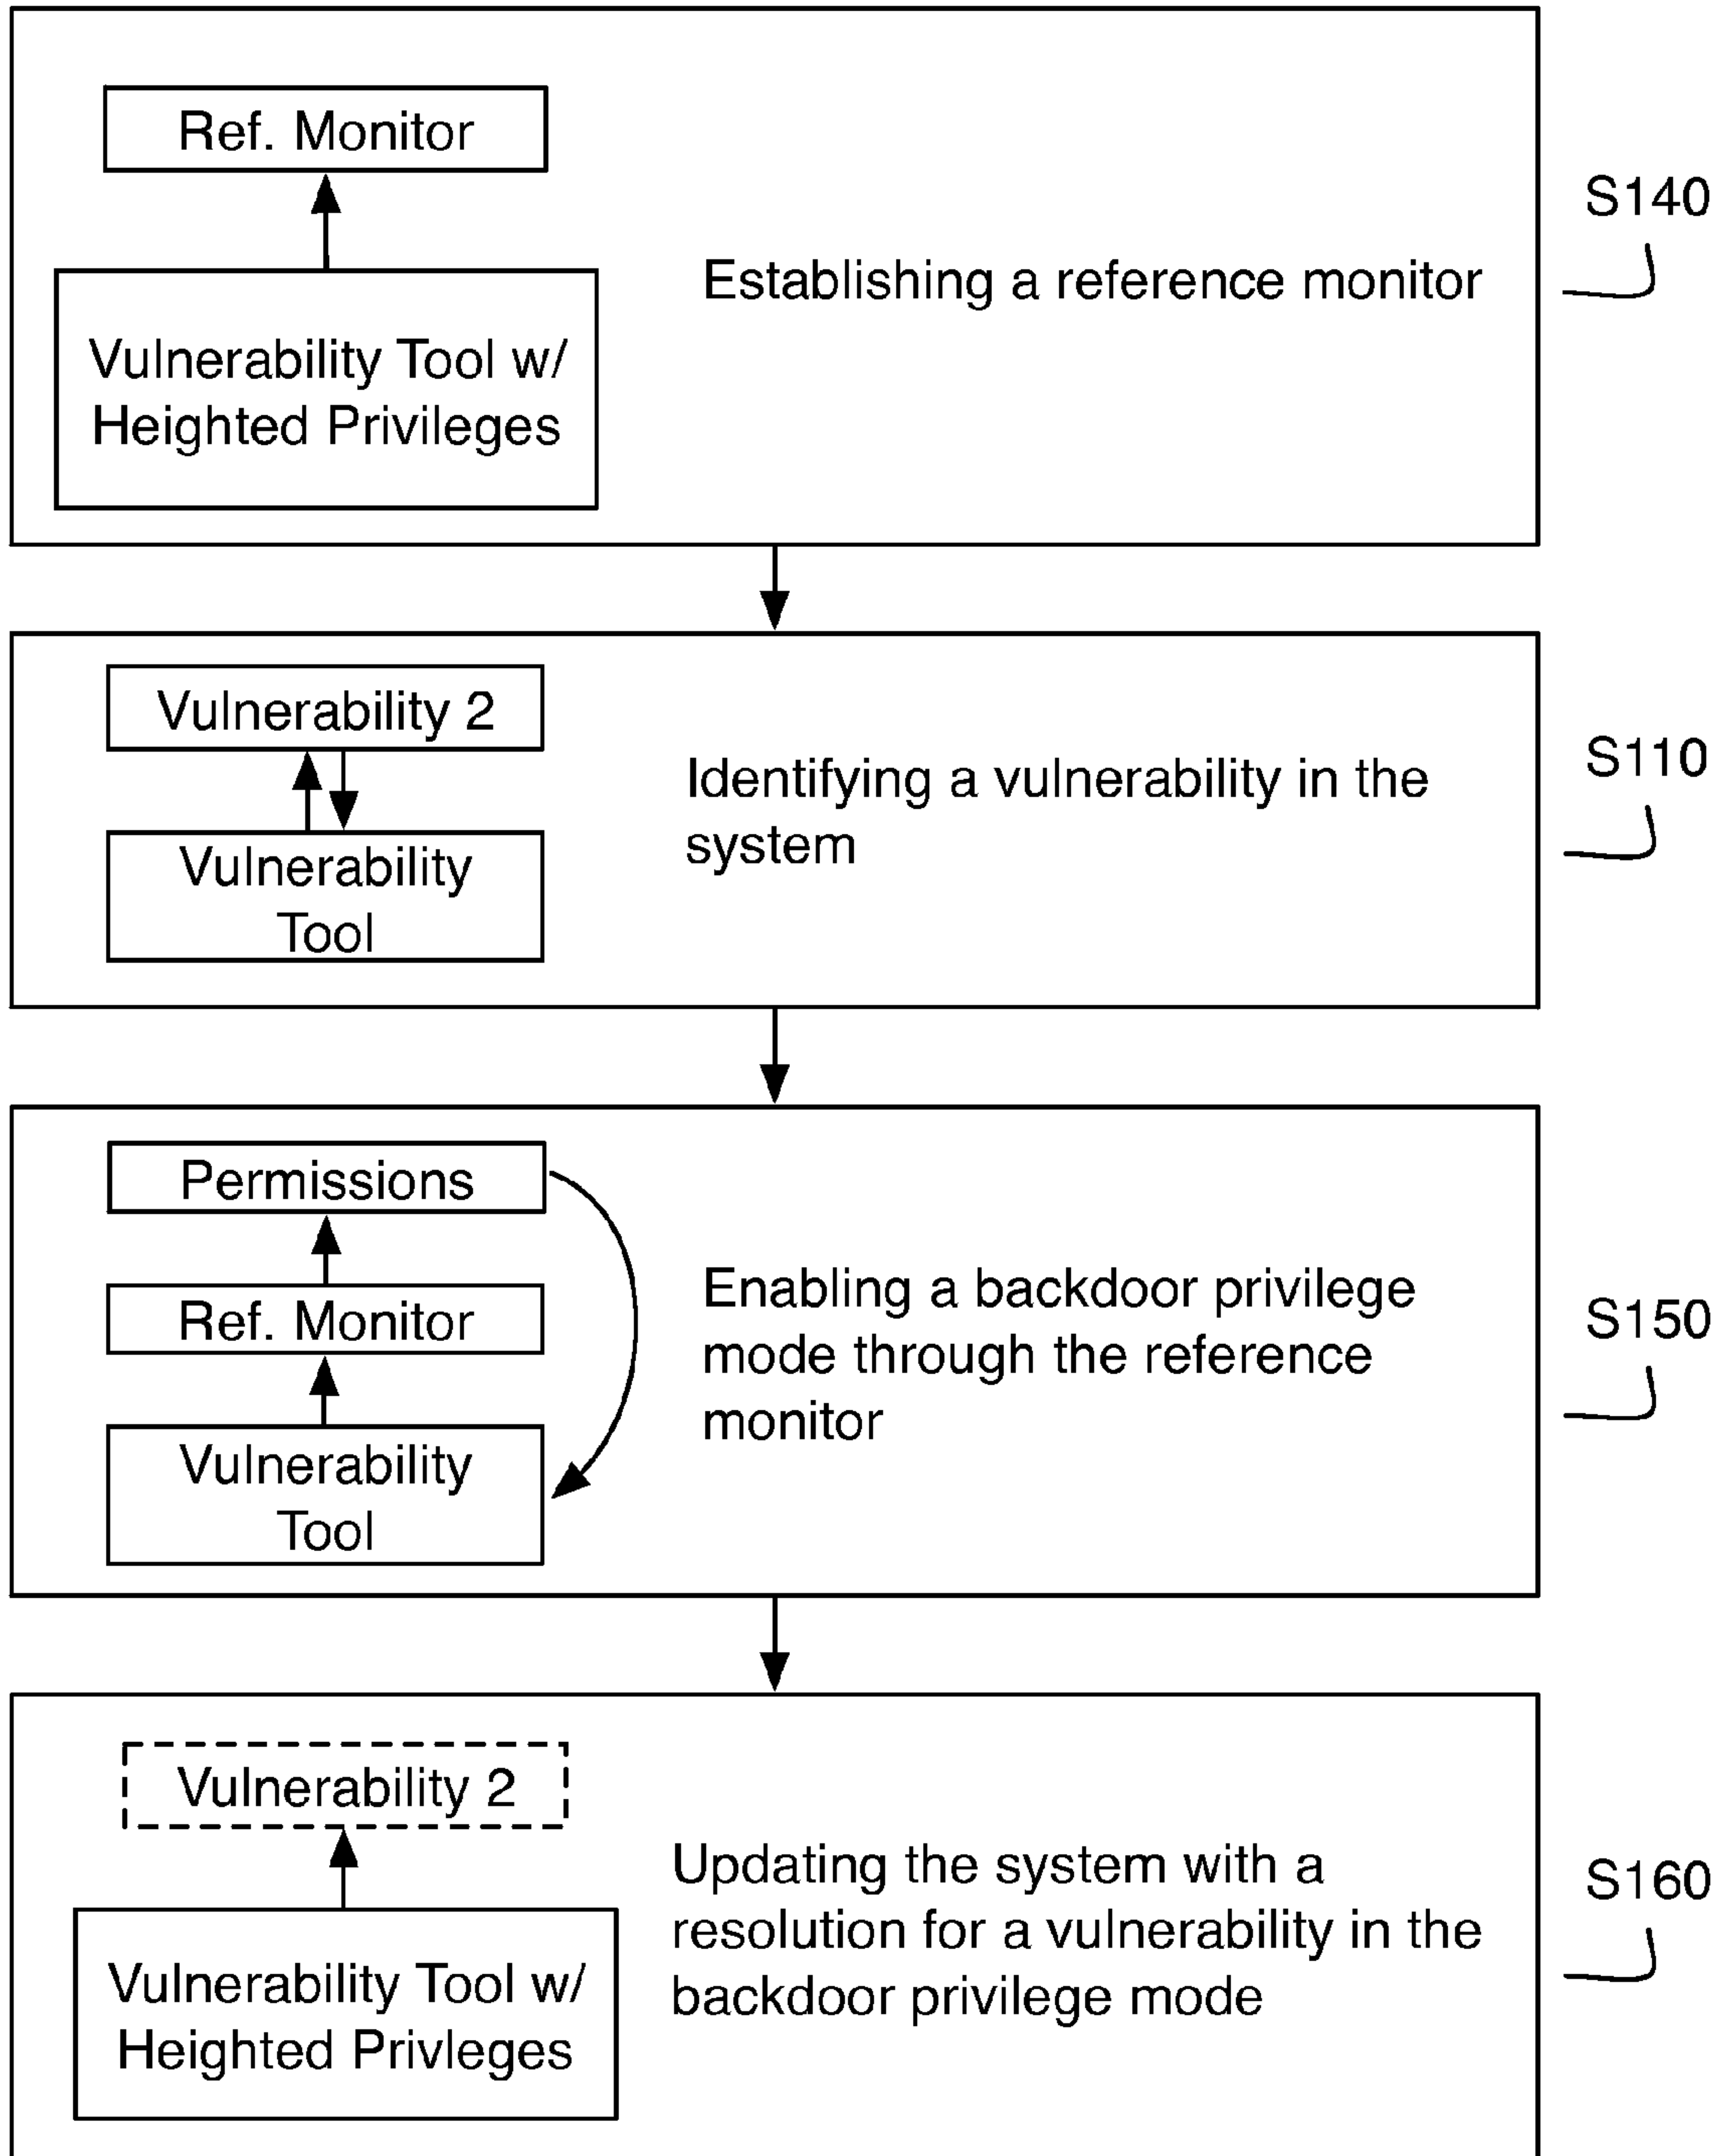 Ref. Monitor
Vulnerability Tool w/
Heighted Privileges
Establishing a reference monitor
S140
Vulnerability 2
Vulnerability
Tool
Identifying a vulnerability in the
system
S110
Permissions
Ref. Monitor
Vulnerability
Tool
Enabling a backdoor privilege
mode through the reference
monitor
S150
Vulnerability 2
Vulnerability Tool w/
Heighted Privleges
Updating the system with a
resolution for a vulnerability in the
backdoor privilege mode
S160